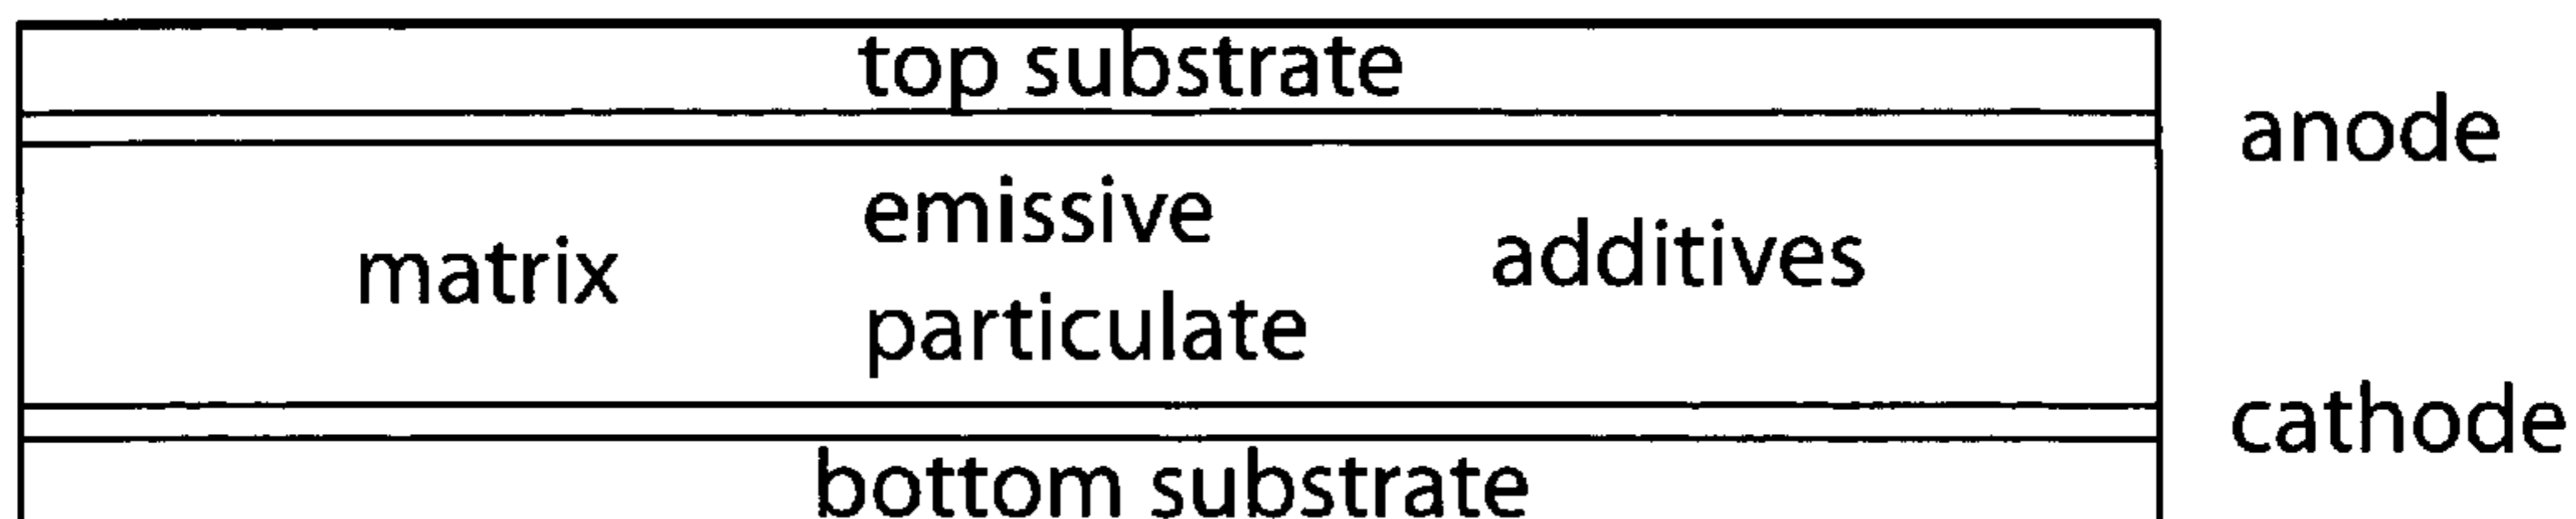 top substrate
anode
emissive
matrix
additives
particulate
cathode
bottom substrate